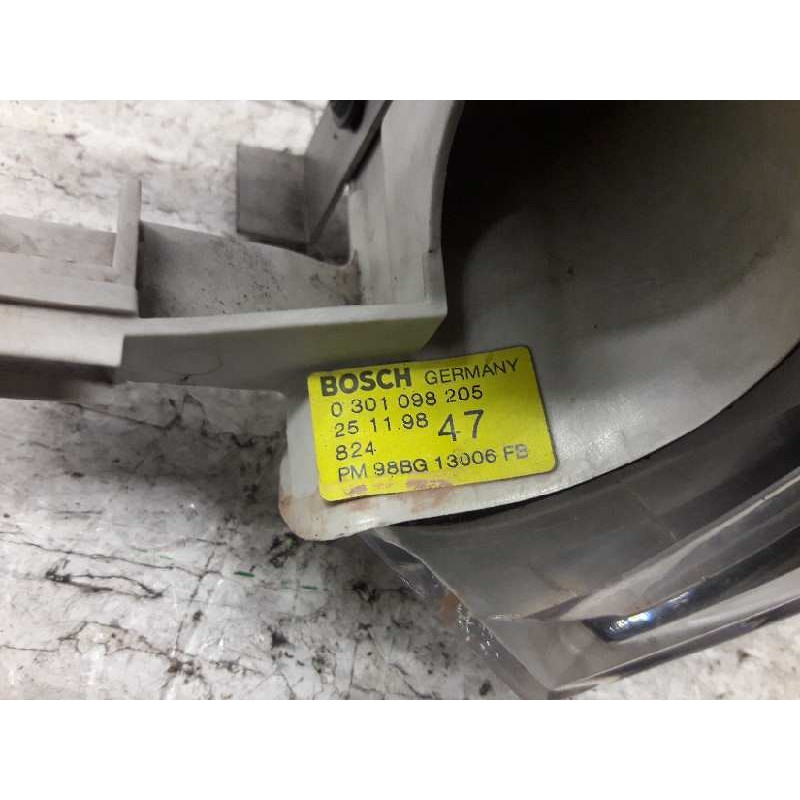 BOSCH GERMANY
0 301 098 205
25 11.98 47
824
PM 98BG 13006 FB